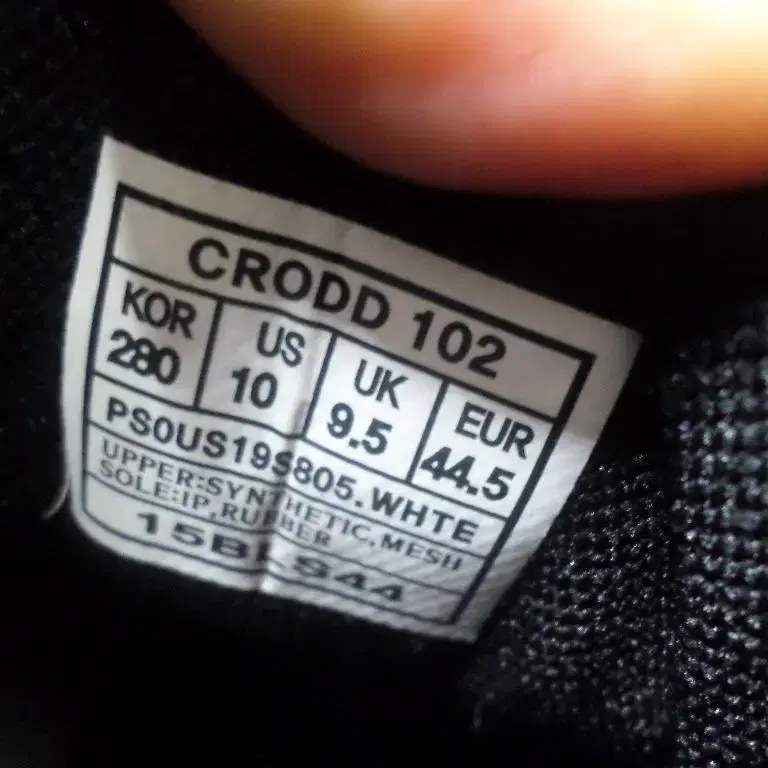 CRODD 102
KOR US UK EUR
280 10 9.5 44.5
PS0US19S805.WHTE
UPPER:SYNTHETIC,MESH
SOLE:IP,RUBBER